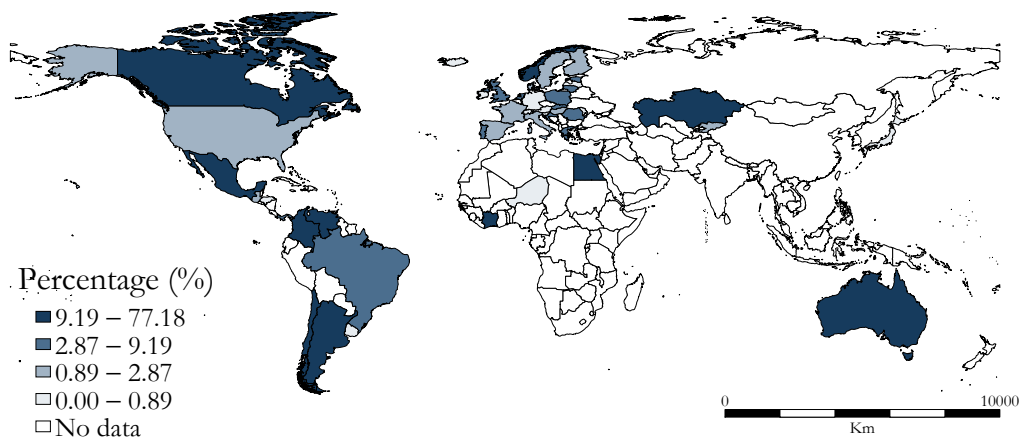 Percentage (%)
9.19 – 77.18
2.87 – 9.19
0.89 – 2.87
0.00 – 0.89
No data
0 10000
Km